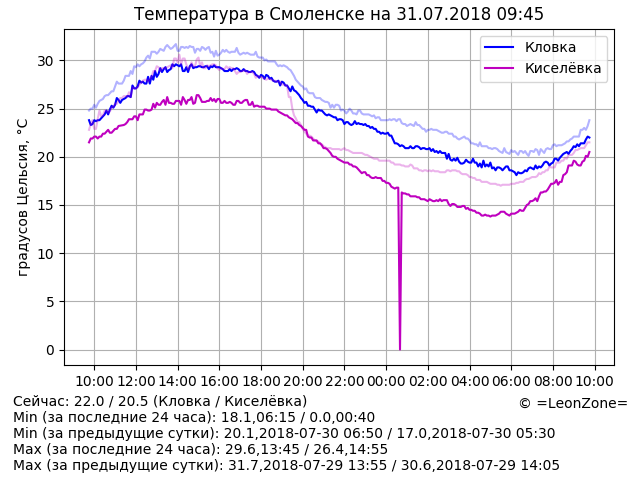 Температура в Смоленске на 31.07.2018 09:45
Кловка
Киселёвка
градусов Цельсия, °C
30
25
20
15
10
5
0
10:00 12:00 14:00 16:00 18:00 20:00 22:00 00:00 02:00 04:00 06:00 08:00 10:00
Сейчас: 22.0 / 20.5 (Кловка / Киселёвка)
© =LeonZone=
Min (за последние 24 часа): 18.1,06:15 / 0.0,00:40
Min (за предыдущие сутки): 20.1,2018-07-30 06:50 / 17.0,2018-07-30 05:30
Max (за последние 24 часа): 29.6,13:45 / 26.4,14:55
Max (за предыдущие сутки): 31.7,2018-07-29 13:55 / 30.6,2018-07-29 14:05